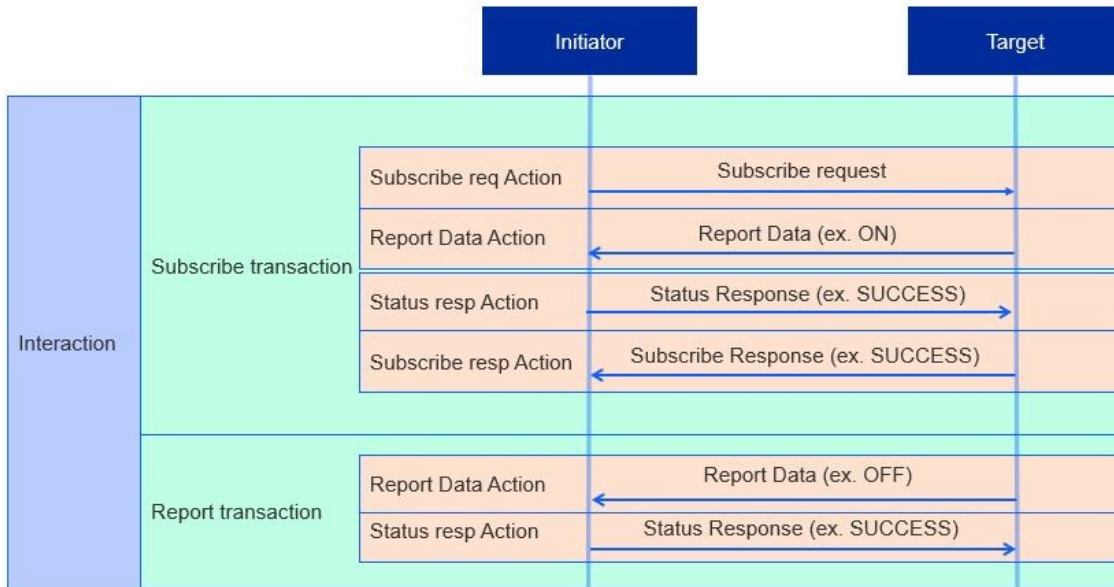 Initiator
Target
Subscribe req Action
Subscribe request
Report Data Action
Report Data (ex. ON)
Subscribe transaction
Status resp Action
Status Response (ex. SUCCESS)
Interaction
Subscribe resp Action
Subscribe Response (ex. SUCCESS)
Report Data Action
Report Data (ex. OFF)
Report transaction
Status resp Action
Status Response (ex. SUCCESS)